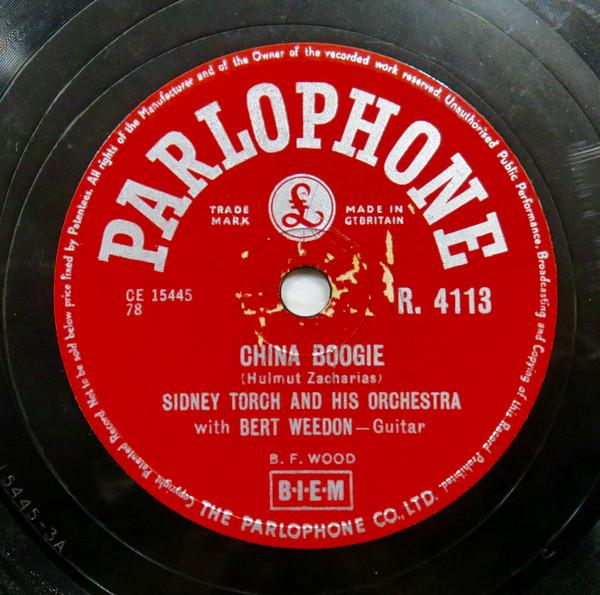 All rights of the Manufacturer and of the Owner of the recorded work reserved. Unauthorised Public Performance, Broadcasting and Copying of this Record Prohibited.
PARLOPHONE
TRADE MARK
£
MADE IN GT BRITAIN
CE 15445
78
R. 4113
CHINA BOOGIE
(Hulmut Zacharias)
SIDNEY TORCH AND HIS ORCHESTRA
with BERT WEEDON—Guitar
B. F. WOOD
B·I·E·M
THE PARLOPHONE CO., LTD.
Copyright. Patented Record Not to be sold below price fixed by Patentees.
5445-3A